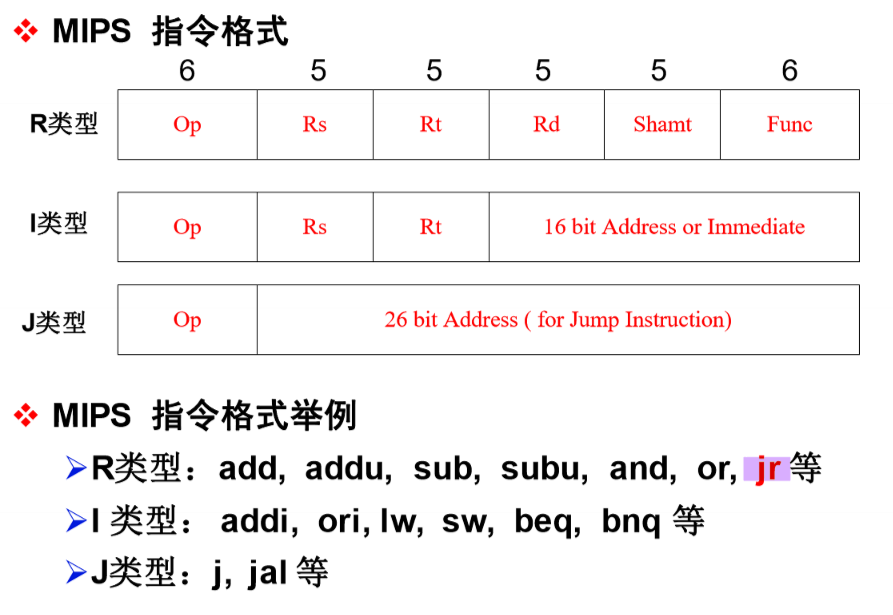 ❖ MIPS 指令格式
6 5 5 5 5 6
R类型 Op Rs Rt Rd Shamt Func
I类型 Op Rs Rt 16 bit Address or Immediate
J类型 Op 26 bit Address ( for Jump Instruction)
❖ MIPS 指令格式举例
➢R类型：add, addu, sub, subu, and, or, jr 等
➢I 类型： addi, ori, lw, sw, beq, bnq 等
➢J类型：j, jal 等